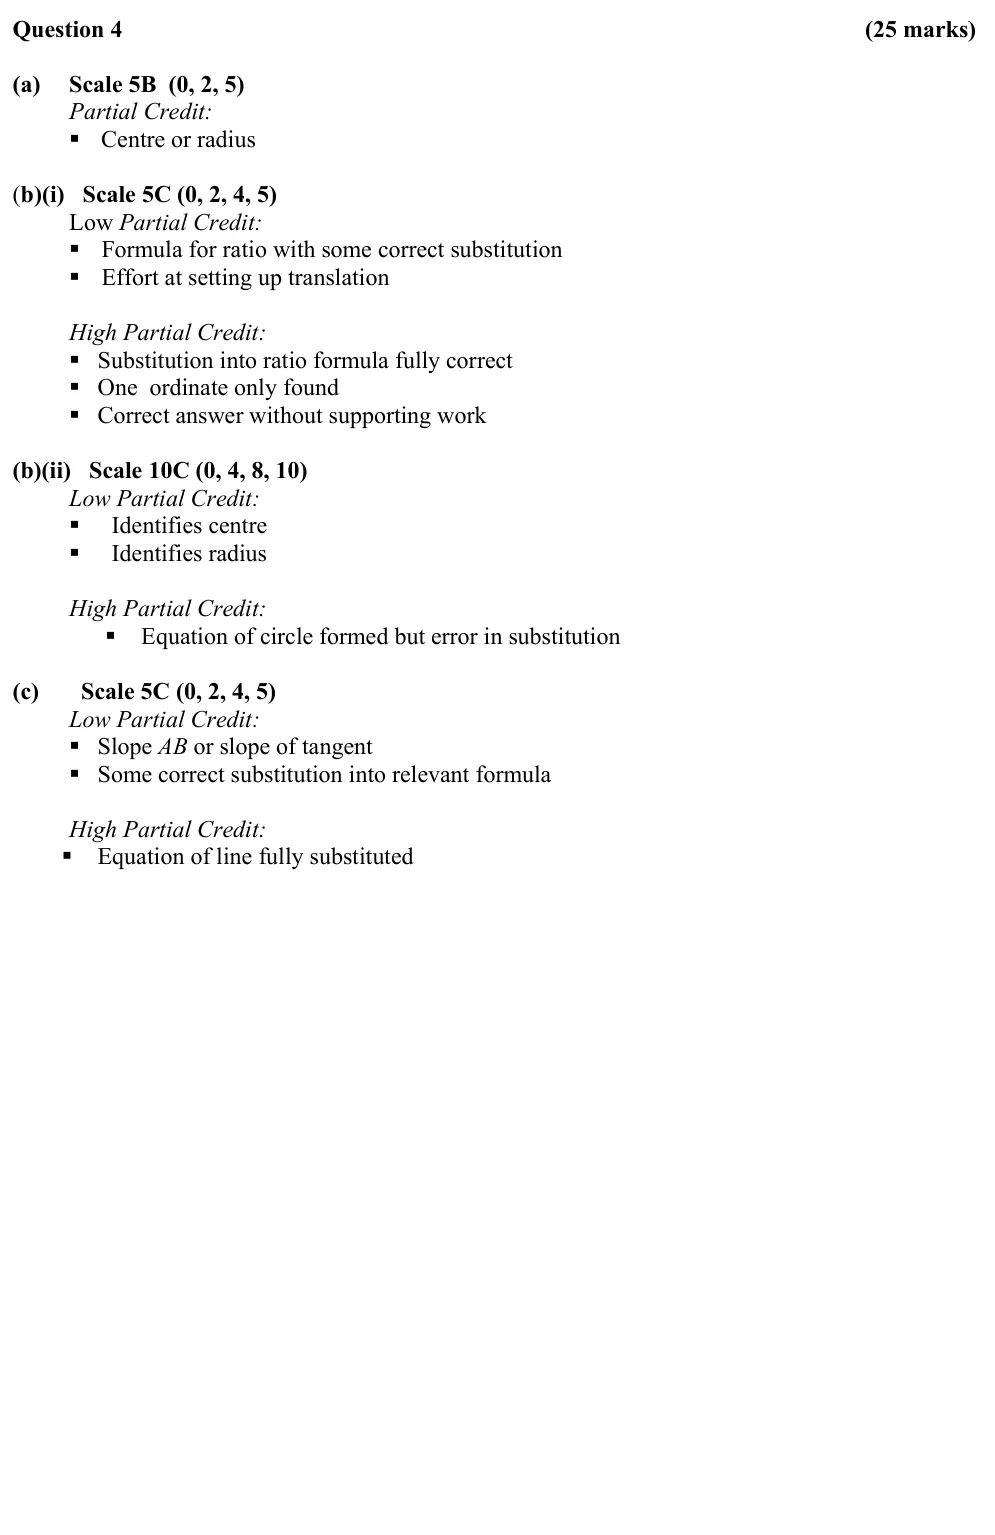 Question 4 (25 marks)
(a) Scale 5B (0, 2, 5)
Partial Credit:
▪ Centre or radius
(b)(i) Scale 5C (0, 2, 4, 5)
Low Partial Credit:
▪ Formula for ratio with some correct substitution
▪ Effort at setting up translation
High Partial Credit:
▪ Substitution into ratio formula fully correct
▪ One ordinate only found
▪ Correct answer without supporting work
(b)(ii) Scale 10C (0, 4, 8, 10)
Low Partial Credit:
▪ Identifies centre
▪ Identifies radius
High Partial Credit:
▪ Equation of circle formed but error in substitution
(c) Scale 5C (0, 2, 4, 5)
Low Partial Credit:
▪ Slope AB or slope of tangent
▪ Some correct substitution into relevant formula
High Partial Credit:
▪ Equation of line fully substituted